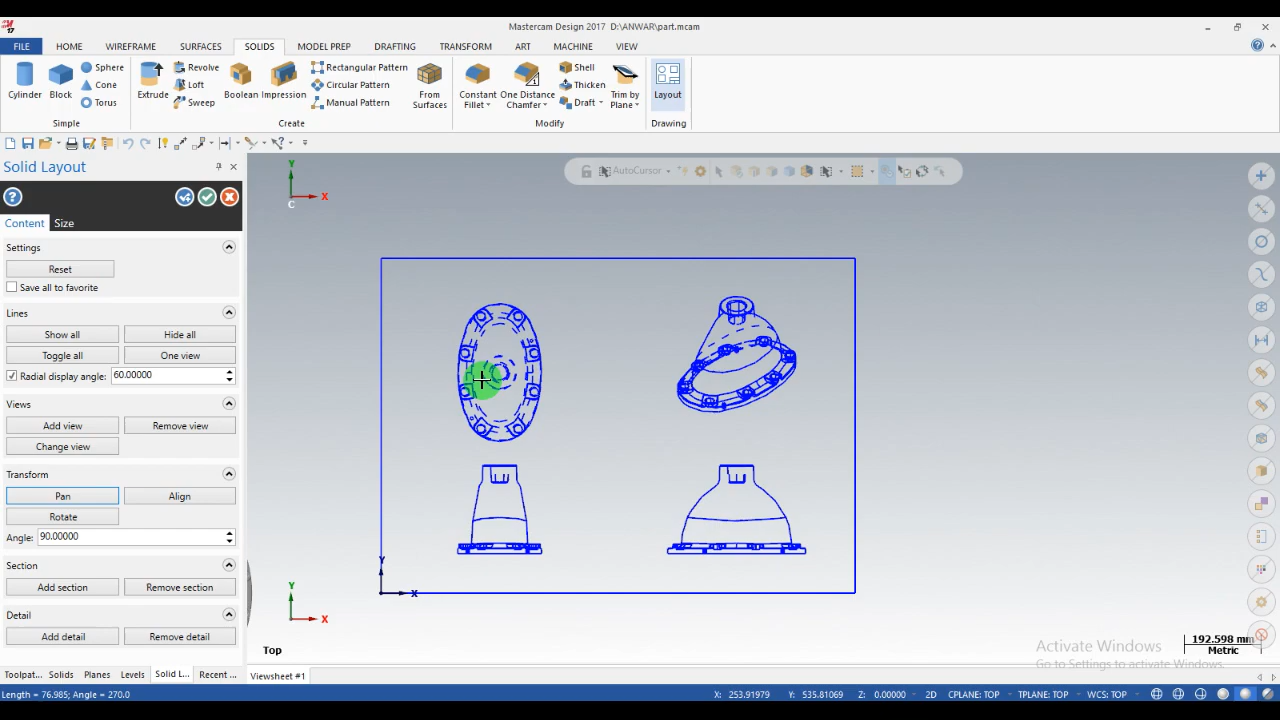 Mastercam Design 2017  D:\ANWAR\part.mcam
17
FILE HOME WIREFRAME SURFACES SOLIDS MODEL PREP DRAFTING TRANSFORM ART MACHINE VIEW
Cylinder
Block
Sphere
Cone
Torus
Simple
Extrude
Revolve
Loft
Sweep
Boolean
Impression
Rectangular Pattern
Circular Pattern
Manual Pattern
From
Surfaces
Create
Constant
Fillet
One Distance
Chamfer
Shell
Thicken
Draft
Trim by
Plane
Modify
Layout
Drawing
Solid Layout
AutoCursor
Content Size
Settings
Reset
Save all to favorite
Lines
Show all Hide all
Toggle all One view
Radial display angle: 60.00000
Views
Add view Remove view
Change view
Transform
Pan Align
Rotate
Angle: 90.00000
Section
Add section Remove section
Detail
Add detail Remove detail
Y
X
C
Y
X
Y
X
Top
Activate Windows
Go to Settings to activate Windows.
192.598 mm
Metric
Toolpat... Solids Planes Levels Solid L... Recent ...
Viewsheet #1
Length = 76.985; Angle = 270.0
X: 253.91979 Y: 535.81069 Z: 0.00000 2D CPLANE: TOP TPLANE: TOP WCS: TOP